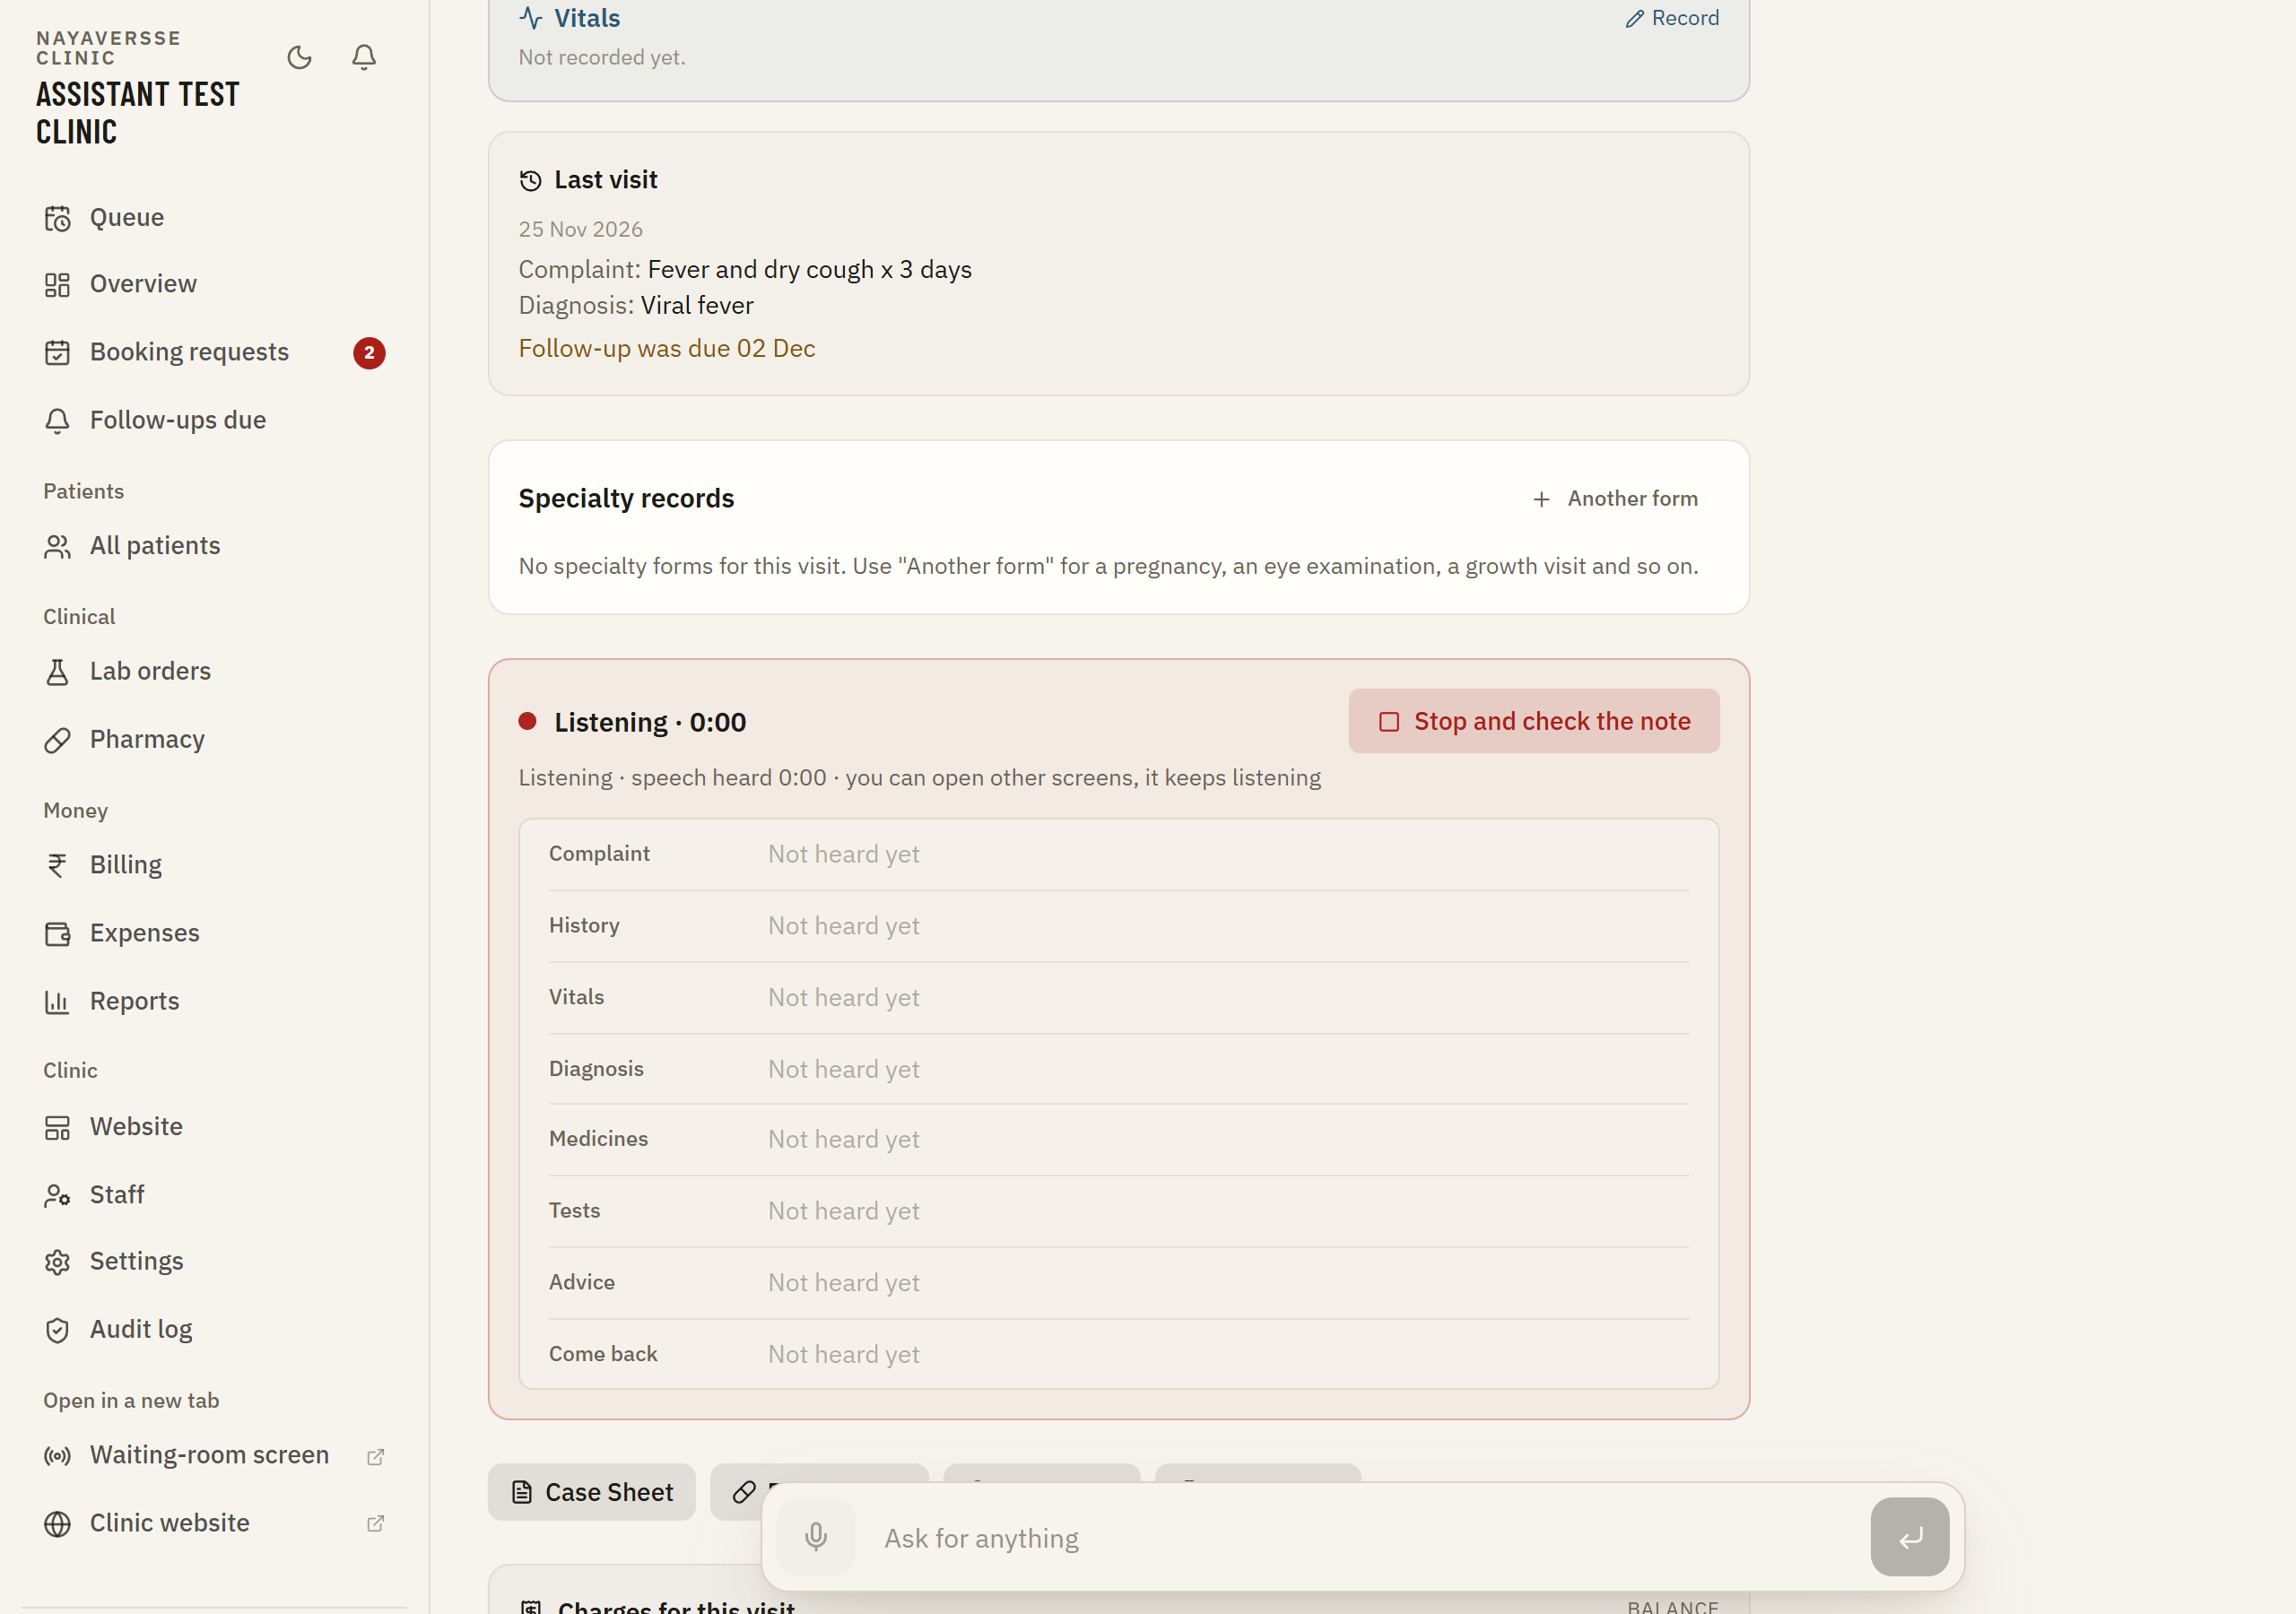 NAYAVERSSE
CLINIC
ASSISTANT TEST
CLINIC
Queue
Overview
Booking requests 2
Follow-ups due
Patients
All patients
Clinical
Lab orders
Pharmacy
Money
Billing
Expenses
Reports
Clinic
Website
Staff
Settings
Audit log
Open in a new tab
Waiting-room screen
Clinic website
Vitals
Record
Not recorded yet.
Last visit
25 Nov 2026
Complaint: Fever and dry cough x 3 days
Diagnosis: Viral fever
Follow-up was due 02 Dec
Specialty records
+ Another form
No specialty forms for this visit. Use "Another form" for a pregnancy, an eye examination, a growth visit and so on.
Listening · 0:00
Stop and check the note
Listening · speech heard 0:00 · you can open other screens, it keeps listening
Complaint Not heard yet
History Not heard yet
Vitals Not heard yet
Diagnosis Not heard yet
Medicines Not heard yet
Tests Not heard yet
Advice Not heard yet
Come back Not heard yet
Case Sheet
Ask for anything
Charges for this visit
BALANCE